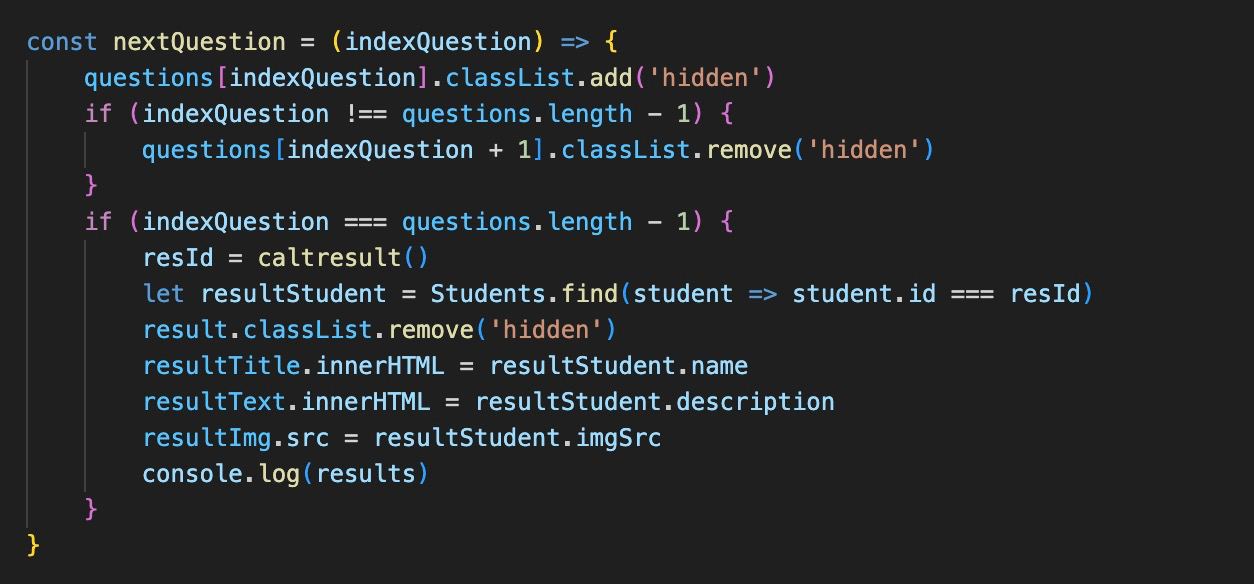 const nextQuestion = (indexQuestion) => {
    questions[indexQuestion].classList.add('hidden')
    if (indexQuestion !== questions.length - 1) {
        questions[indexQuestion + 1].classList.remove('hidden')
    }
    if (indexQuestion === questions.length - 1) {
        resId = caltresult()
        let resultStudent = Students.find(student => student.id === resId)
        result.classList.remove('hidden')
        resultTitle.innerHTML = resultStudent.name
        resultText.innerHTML = resultStudent.description
        resultImg.src = resultStudent.imgSrc
        console.log(results)
    }
}